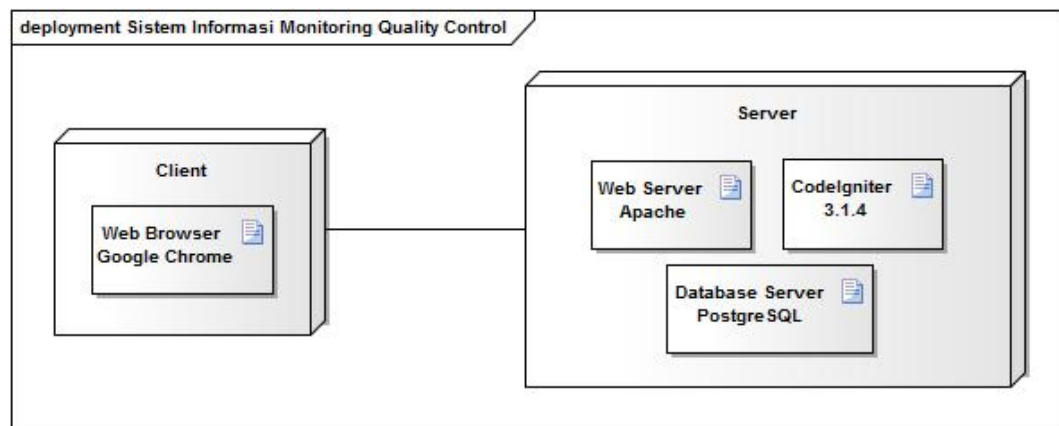 deployment Sistem Informasi Monitoring Quality Control
Client
Web Browser
Google Chrome
Server
Web Server
Apache
CodeIgniter
3.1.4
Database Server
PostgreSQL